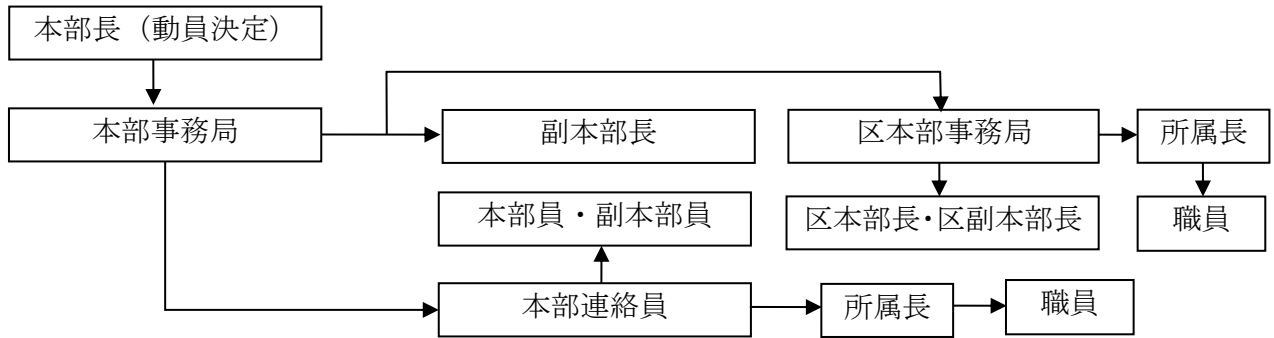 本部長（動員決定）
本部事務局
副本部長
区本部事務局
所属長
本部員・副本部員
区本部長・区副本部長
職員
本部連絡員
所属長
職員